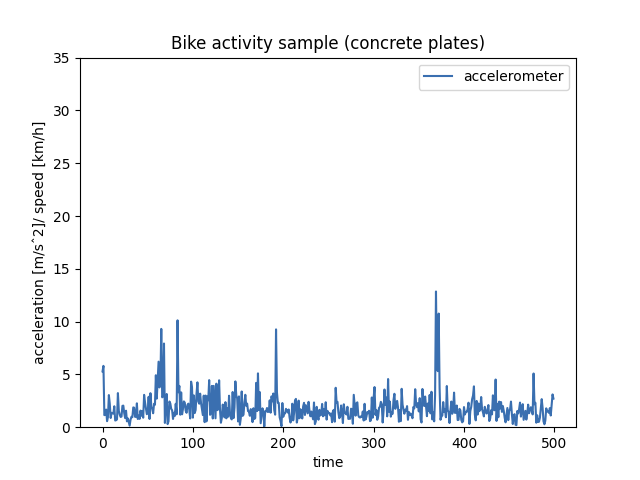 Bike activity sample (concrete plates)
accelerometer
acceleration [m/sˆ2]/ speed [km/h]
35
30
25
20
15
10
5
0
0 100 200 300 400 500
time